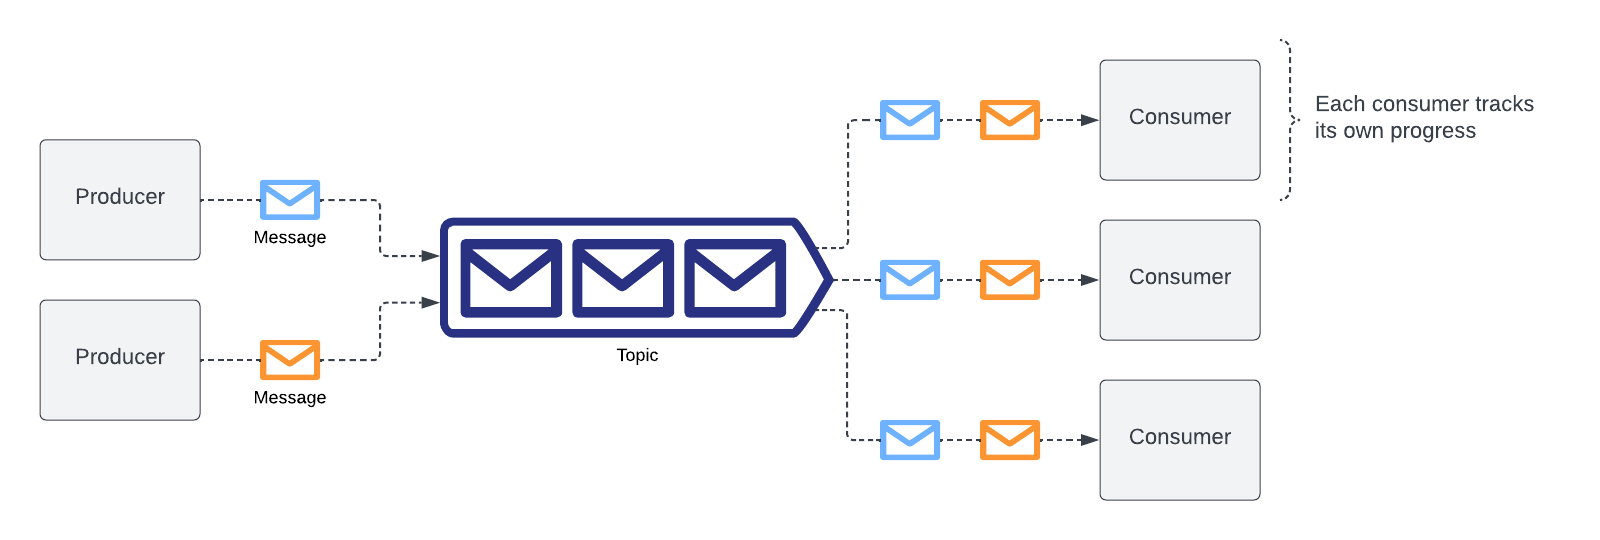 Producer
Message
Producer
Message
Topic
Consumer
Each consumer tracks
its own progress
Consumer
Consumer